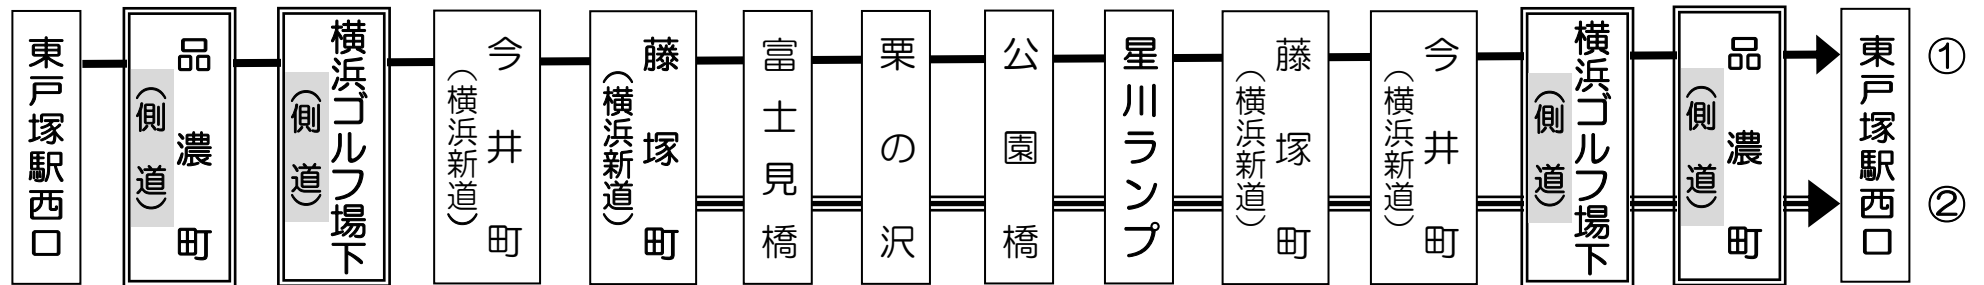 東戸塚駅西口
品濃町
（側道）
横浜ゴルフ場下
（側道）
今井町
（横浜新道）
藤塚町
（横浜新道）
富士見橋
栗の沢
公園橋
星川ランプ
藤塚町
（横浜新道）
今井町
（横浜新道）
横浜ゴルフ場下
（側道）
品濃町
（側道）
東戸塚駅西口
①
②